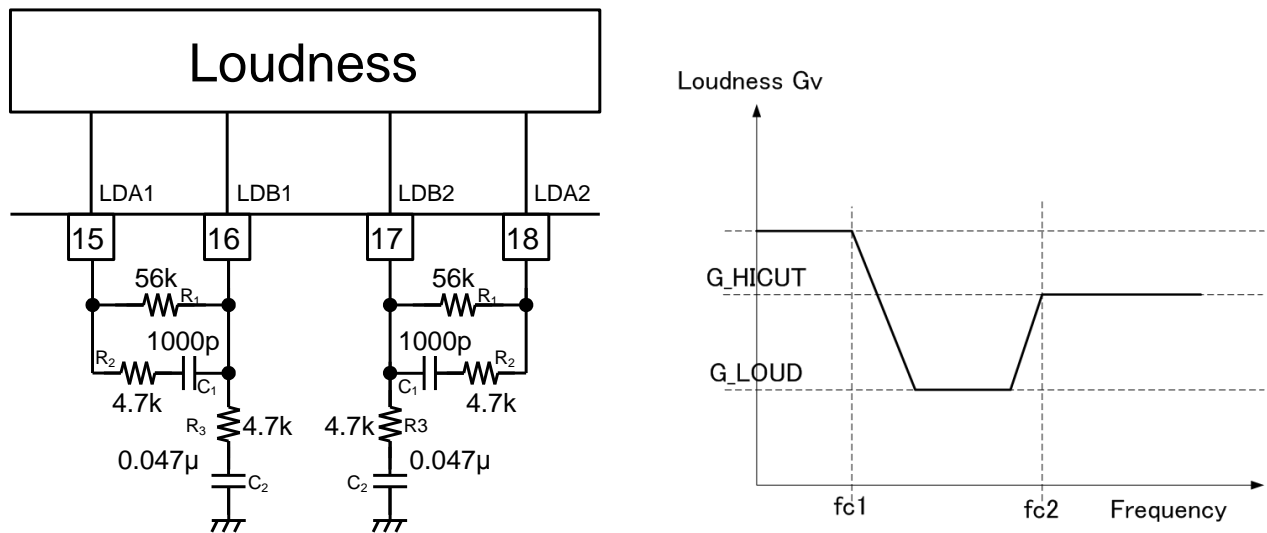 Loudness
LDA1 LDB1 LDB2 LDA2
15 16 17 18
56k 56k
R1 R1
1000p 1000p
R2 C1 C1 R2
4.7k 4.7k
R3 4.7k 4.7k R3
0.047µ 0.047µ
C2 C2
Loudness Gv
G_HICUT
G_LOUD
fc1 fc2 Frequency